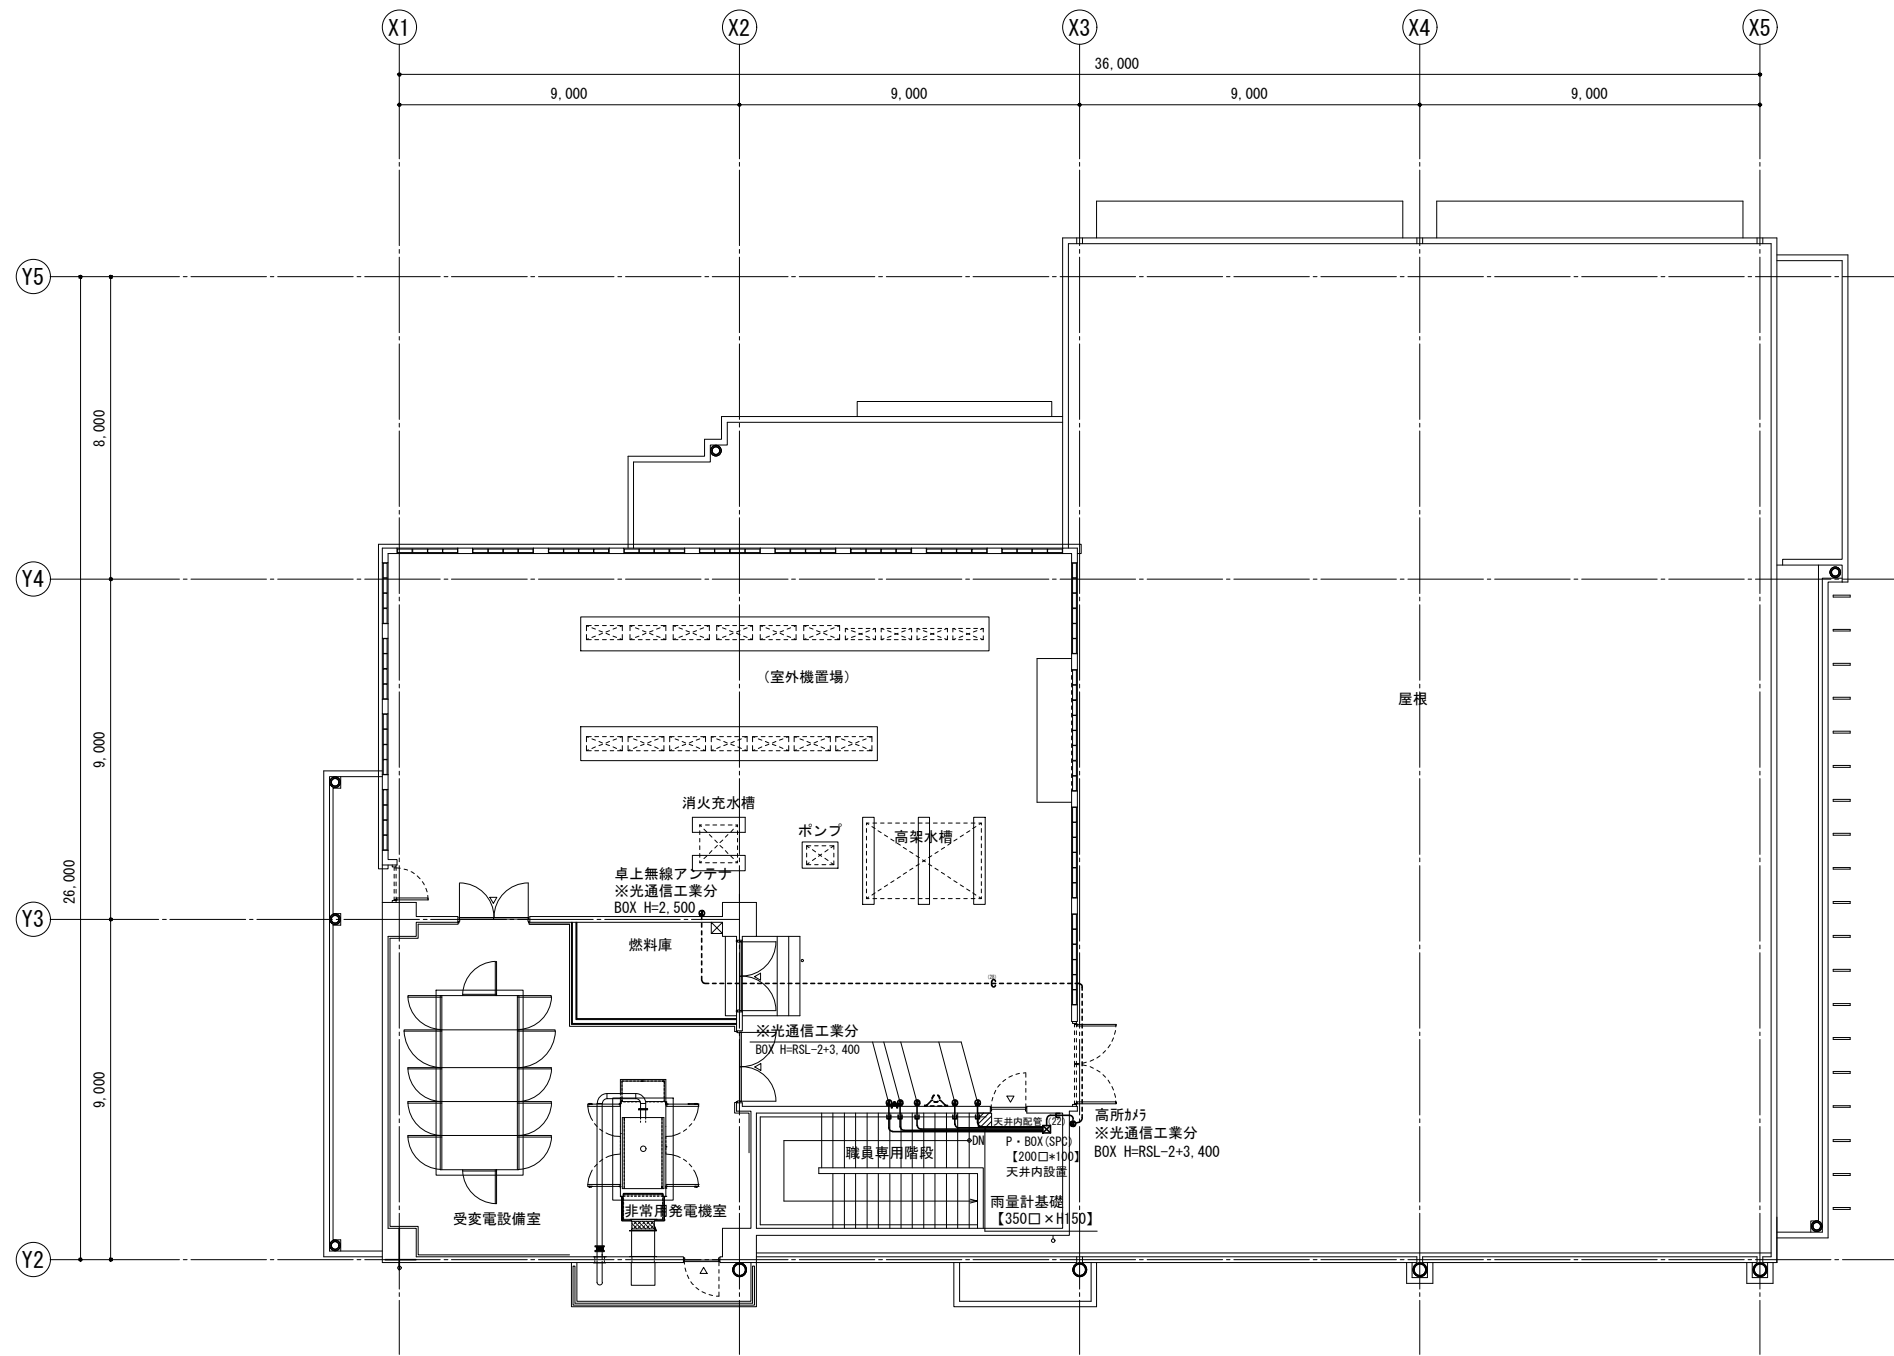 X1
X2
X3
X4
X5
36,000
9,000
9,000
9,000
9,000
Y5
8,000
Y4
9,000
(室外機置場)
屋根
消火充水槽
ポンプ
高架水槽
26,000
卓上無線アンテナ
※光通信工業分
BOX H=2,500
Y3
燃料庫
C
※光通信工業分
BOX H=RSL-2+3,400
9,000
天井内配管 (22)
高所カメラ
※光通信工業分
BOX H=RSL-2+3,400
DN
P・BOX(SPC)
【200□*100】
天井内設置
職員専用階段
雨量計基礎
【350□×H150】
受変電設備室
非常用発電機室
Y2